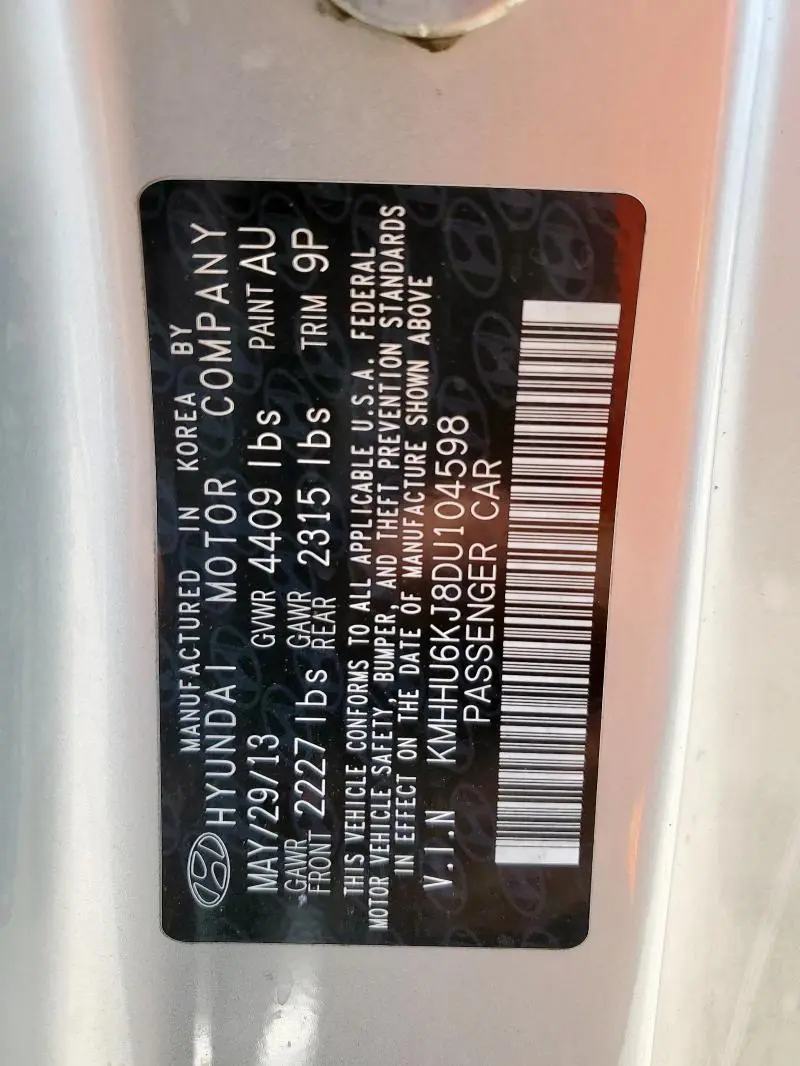 MANUFACTURED IN KOREA BY
HYUNDAI MOTOR COMPANY
MAY/29/13 GVWR 4409 lbs PAINT AU
GAWR FRONT 2227 lbs GAWR REAR 2315 lbs TRIM 9P
THIS VEHICLE CONFORMS TO ALL APPLICABLE U.S.A. FEDERAL
MOTOR VEHICLE SAFETY, BUMPER, AND THEFT PREVENTION STANDARDS
IN EFFECT ON THE DATE OF MANUFACTURE SHOWN ABOVE
V.I.N KMHHU6KJ8DU104598
PASSENGER CAR